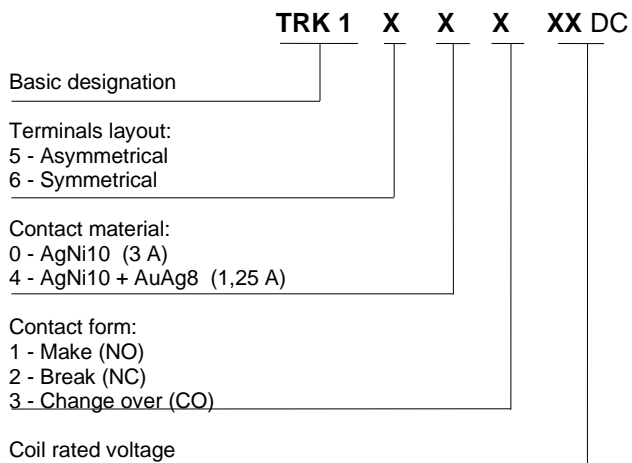 TRK 1 X X X XX DC
Basic designation
Terminals layout:
5 - Asymmetrical
6 - Symmetrical
Contact material:
0 - AgNi10 (3 A)
4 - AgNi10 + AuAg8 (1,25 A)
Contact form:
1 - Make (NO)
2 - Break (NC)
3 - Change over (CO)
Coil rated voltage